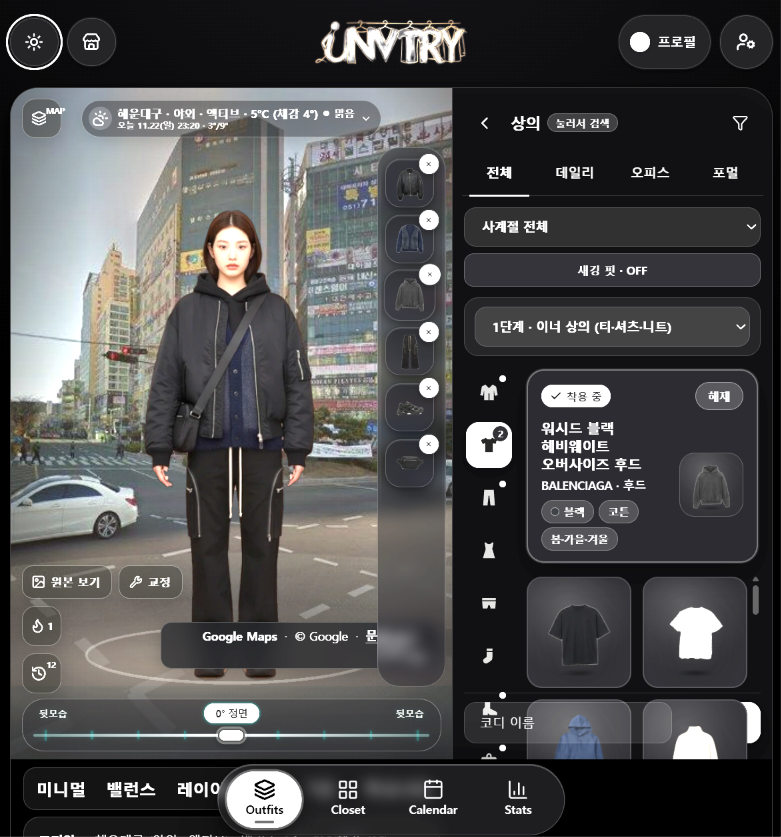 UNVTRY
프로필
MAP
해운대구 · 야외 · 액티브 · 5°C (체감 4°) ● 맑음
오늘 11.22(일) 23:20 · 3°/9°
원본 보기
교정
1
12
Google Maps · © Google ·
뒷모습
0° 정면
뒷모습
상의
눌러서 검색
전체
데일리
오피스
포멀
사계절 전체
새깅 핏 · OFF
1단계 · 이너 상의 (티·셔츠·니트)
2
착용 중
해제
워시드 블랙
헤비웨이트
오버사이즈 후드
BALENCIAGA · 후드
블랙
코튼
봄·가을·겨울
코디 이름
미니멀
밸런스
Outfits
Closet
Calendar
Stats